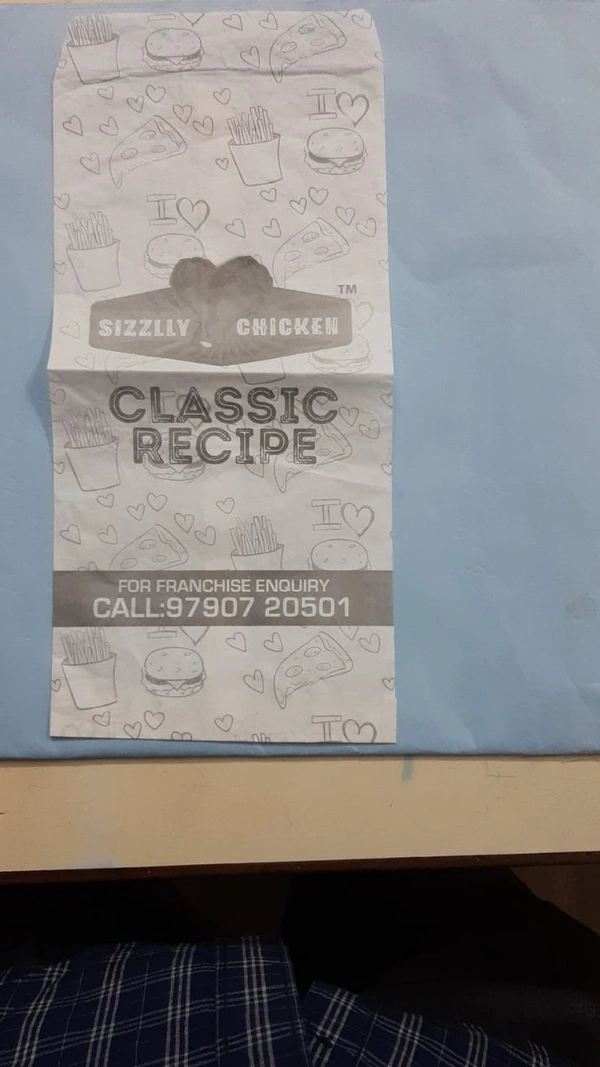 I
I
TM
SIZZLLY CHICKEN
CLASSIC
RECIPE
I
FOR FRANCHISE ENQUIRY
CALL:97907 20501
I